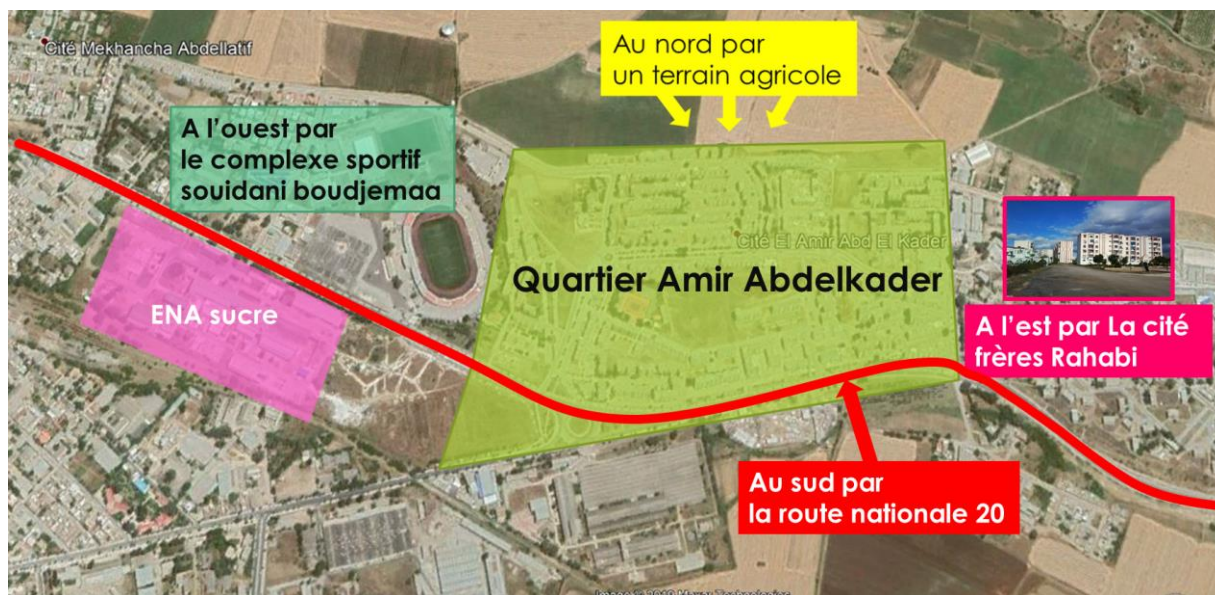 Cité Mekhancha Abdellatif
Au nord par
un terrain agricole
A l’ouest par
le complexe sportif
souidani boudjemaa
Cité El Amir Abd El Kader
Quartier Amir Abdelkader
ENA sucre
A l’est par La cité
frères Rahabi
Au sud par
la route nationale 20